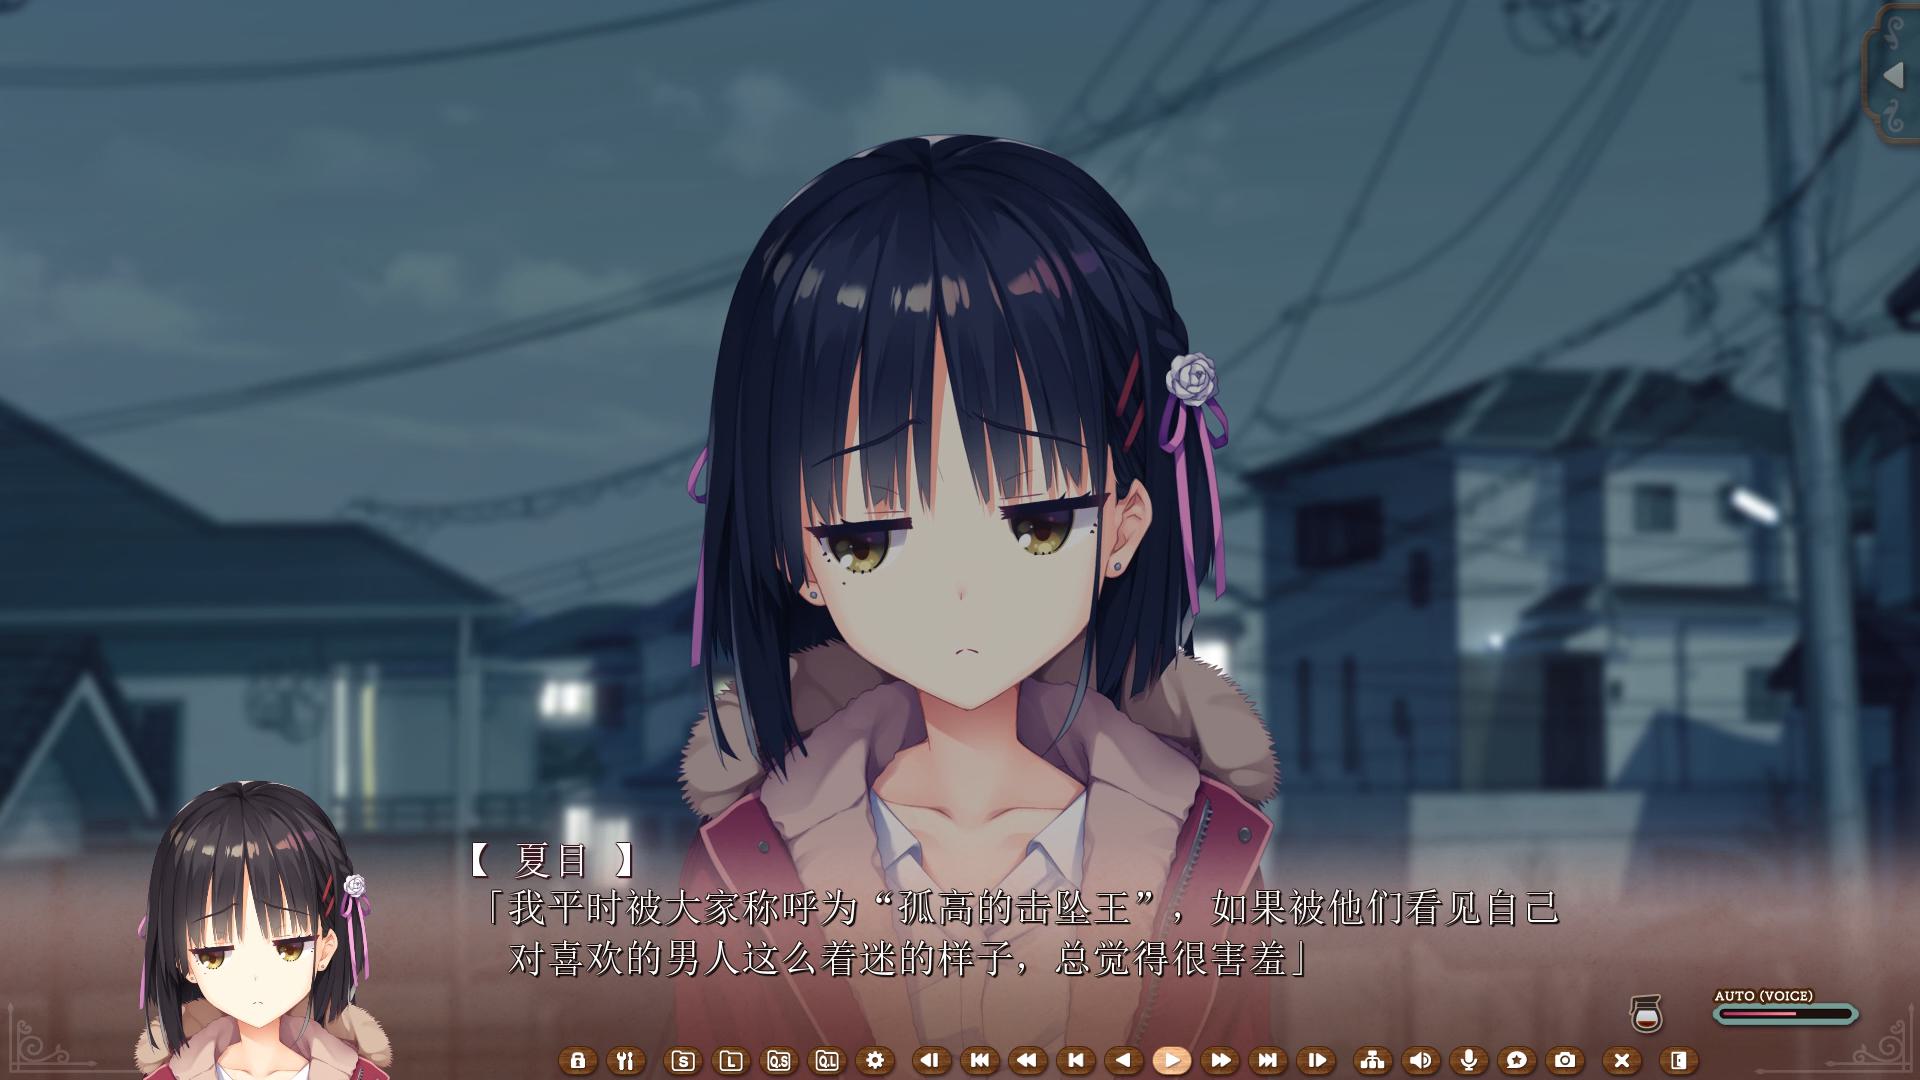 【 夏目 】
「我平时被大家称呼为“孤高的击坠王”，如果被他们看见自己
对喜欢的男人这么着迷的样子，总觉得很害羞」
AUTO (VOICE)
S L Q.S Q.L